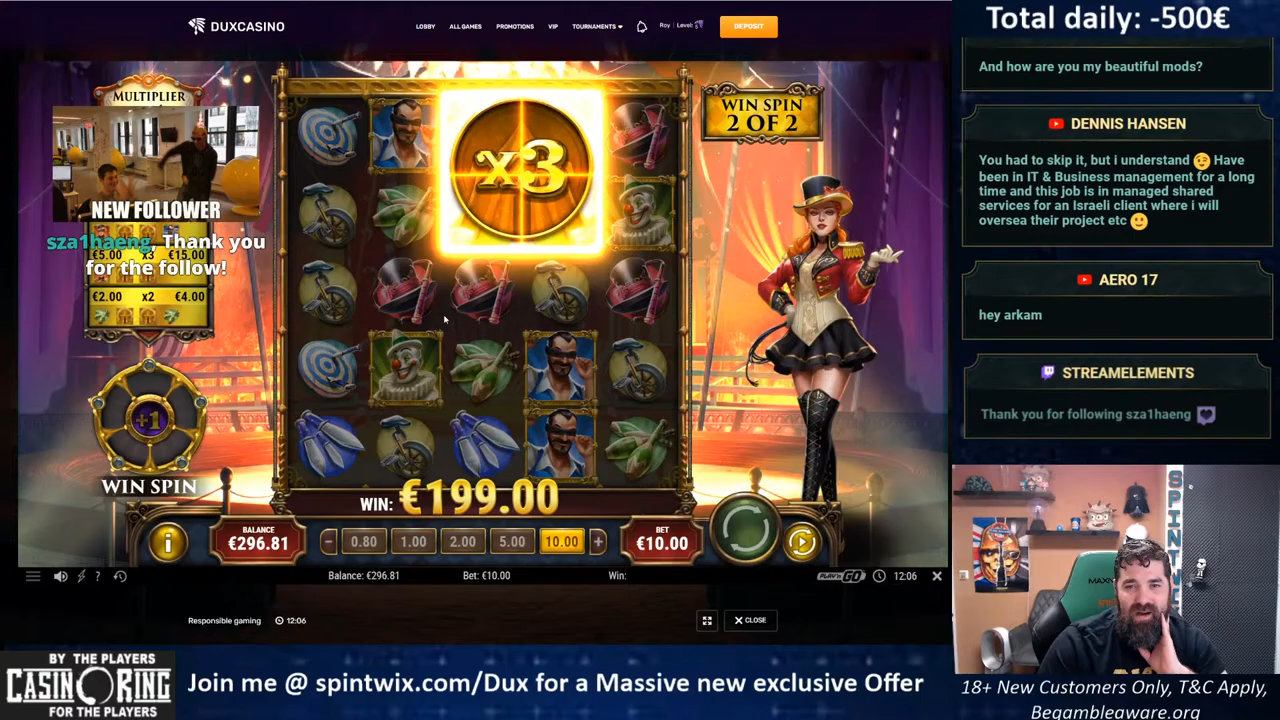 DUXCASINO
LOBBY
ALL GAMES
PROMOTIONS
VIP
TOURNAMENTS
Roy
Level:
DEPOSIT
Total daily: -500€
And how are you my beautiful mods?
DENNIS HANSEN
You had to skip it, but i understand 😉 Have
been in IT & Business management for a long
time and this job is in managed shared
services for an Israeli client where i will
oversea their project etc 🙂
AERO 17
hey arkam
STREAMELEMENTS
Thank you for following sza1haeng
MULTIPLIER
NEW FOLLOWER
sza1haeng, Thank you
for the follow!
€5.00 x3 €15.00
€2.00 x2 €4.00
+1
WIN SPIN
x3
WIN SPIN
2 OF 2
WIN: €199.00
BALANCE
€296.81
0.80
1.00
2.00
5.00
10.00
BET
€10.00
Balance: €296.81
Bet: €10.00
Win:
PLAY'N GO
12:06
Responsible gaming
12:06
CLOSE
BY THE PLAYERS
CASINORING
FOR THE PLAYERS
Join me @ spintwix.com/Dux for a Massive new exclusive Offer
18+ New Customers Only, T&C Apply,
Begambleaware.org